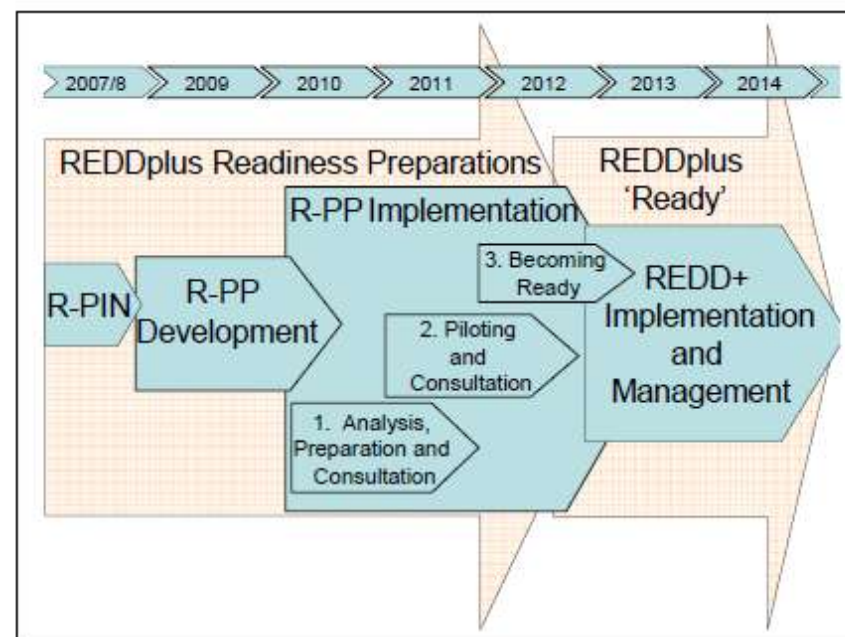 2007/8
2009
2010
2011
2012
2013
2014
REDDplus Readiness Preparations
REDDplus
‘Ready’
R-PP Implementation
R-PIN
R-PP
Development
3. Becoming
Ready
REDD+
Implementation
and
Management
2. Piloting
and
Consultation
1. Analysis,
Preparation and
Consultation